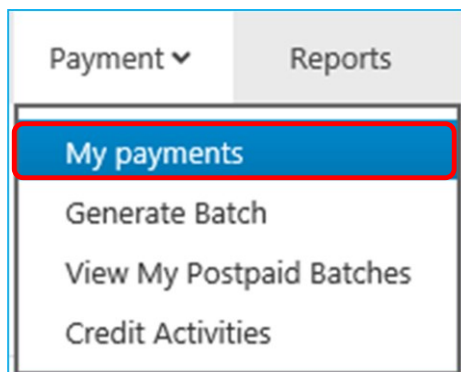 Payment Reports
My payments
Generate Batch
View My Postpaid Batches
Credit Activities